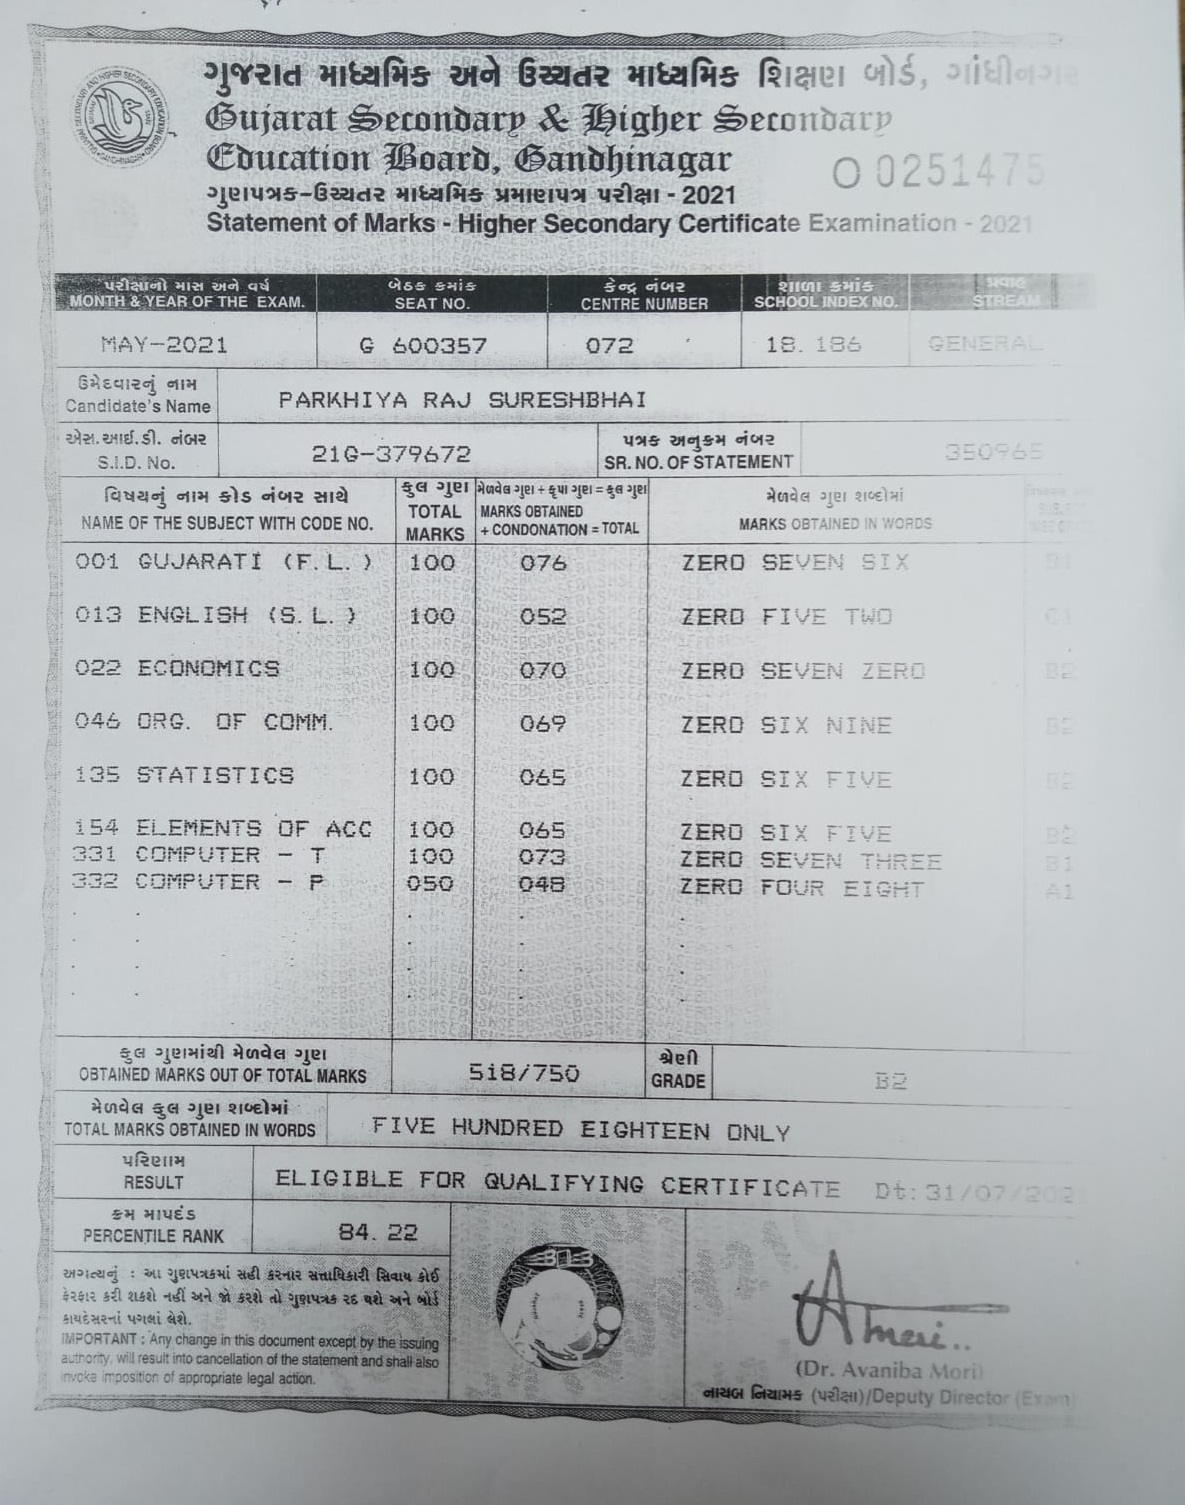 ગુજરાત માધ્યમિક અને ઉચ્ચતર માધ્યમિક શિક્ષણ બોર્ડ, ગાંધીનગર
Gujarat Secondary & Higher Secondary
Education Board, Gandhinagar
O 0251475
ગુણપત્રક-ઉચ્ચતર માધ્યમિક પ્રમાણપત્ર પરીક્ષા - 2021
Statement of Marks - Higher Secondary Certificate Examination - 2021
પરીક્ષાનો માસ અને વર્ષ બેઠક ક્રમાંક કેન્દ્ર નંબર શાળા ક્રમાંક પ્રવાહ
MONTH & YEAR OF THE EXAM. SEAT NO. CENTRE NUMBER SCHOOL INDEX NO. STREAM
MAY-2021 G 600357 072 18. 186 GENERAL
ઉમેદવારનું નામ
Candidate's Name PARKHIYA RAJ SURESHBHAI
એસ.આઈ.ડી. નંબર પત્રક અનુક્રમ નંબર
S.I.D. No. 21G-379672 SR. NO. OF STATEMENT 350965
વિષયનું નામ કોડ નંબર સાથે કુલ ગુણ મેળવેલ ગુણ + કૃપા ગુણ = કુલ ગુણ મેળવેલ ગુણ શબ્દોમાં
NAME OF THE SUBJECT WITH CODE NO. TOTAL MARKS MARKS OBTAINED + CONDONATION = TOTAL MARKS OBTAINED IN WORDS
001 GUJARATI (F.L.) 100 076 ZERO SEVEN SIX B1
013 ENGLISH (S.L.) 100 052 ZERO FIVE TWO C1
022 ECONOMICS 100 070 ZERO SEVEN ZERO B2
046 ORG. OF COMM. 100 069 ZERO SIX NINE B2
135 STATISTICS 100 065 ZERO SIX FIVE B2
154 ELEMENTS OF ACC 100 065 ZERO SIX FIVE B2
331 COMPUTER - T 100 073 ZERO SEVEN THREE B1
332 COMPUTER - P 050 048 ZERO FOUR EIGHT A1
કુલ ગુણમાંથી મેળવેલ ગુણ શ્રેણી
OBTAINED MARKS OUT OF TOTAL MARKS 518/750 GRADE B2
મેળવેલ કુલ ગુણ શબ્દોમાં
TOTAL MARKS OBTAINED IN WORDS FIVE HUNDRED EIGHTEEN ONLY
પરિણામ
RESULT ELIGIBLE FOR QUALIFYING CERTIFICATE Dt: 31/07/202
ક્રમ માપદંડ
PERCENTILE RANK 84. 22
અગત્યનું : આ ગુણપત્રકમાં સહી કરનાર સત્તાધિકારી સિવાય કોઈ
ફેરફાર કરી શકશે નહીં અને જો કરશે તો ગુણપત્રક રદ થશે અને બોર્ડ
કાયદેસરનાં પગલાં લેશે.
IMPORTANT : Any change in this document except by the issuing
authority, will result into cancellation of the statement and shall also
invoke imposition of appropriate legal action.
(Dr. Avaniba Mori)
નાયબ નિયામક (પરીક્ષા)/Deputy Director (Exam)